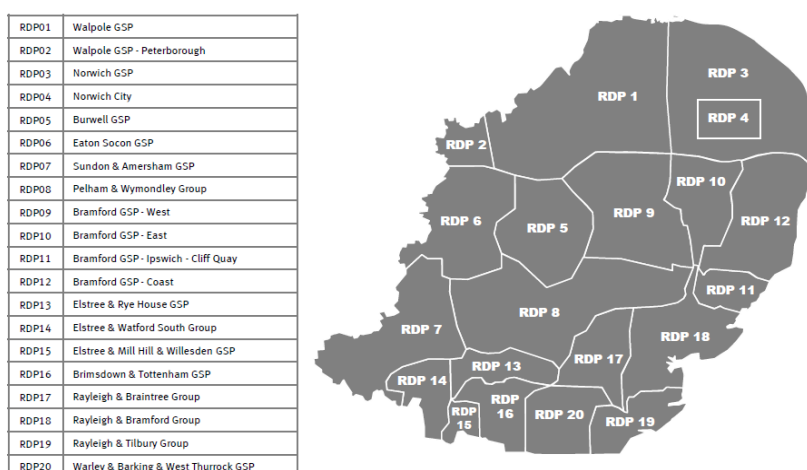 RDP01 Walpole GSP
RDP02 Walpole GSP - Peterborough
RDP03 Norwich GSP
RDP04 Norwich City
RDP05 Burwell GSP
RDP06 Eaton Socon GSP
RDP07 Sundon & Amersham GSP
RDP08 Pelham & Wymondley Group
RDP09 Bramford GSP - West
RDP10 Bramford GSP - East
RDP11 Bramford GSP - Ipswich - Cliff Quay
RDP12 Bramford GSP - Coast
RDP13 Elstree & Rye House GSP
RDP14 Elstree & Watford South Group
RDP15 Elstree & Mill Hill & Willesden GSP
RDP16 Brimsdown & Tottenham GSP
RDP17 Rayleigh & Braintree Group
RDP18 Rayleigh & Bramford Group
RDP19 Rayleigh & Tilbury Group
RDP20 Warley & Barking & West Thurrock GSP
RDP 3
RDP 1
RDP 4
RDP 2
RDP 10
RDP 9
RDP 6
RDP 12
RDP 5
RDP 11
RDP 8
RDP 7
RDP 18
RDP 17
RDP 13
RDP 14
RDP
16
RDP
15
RDP 20
RDP 19